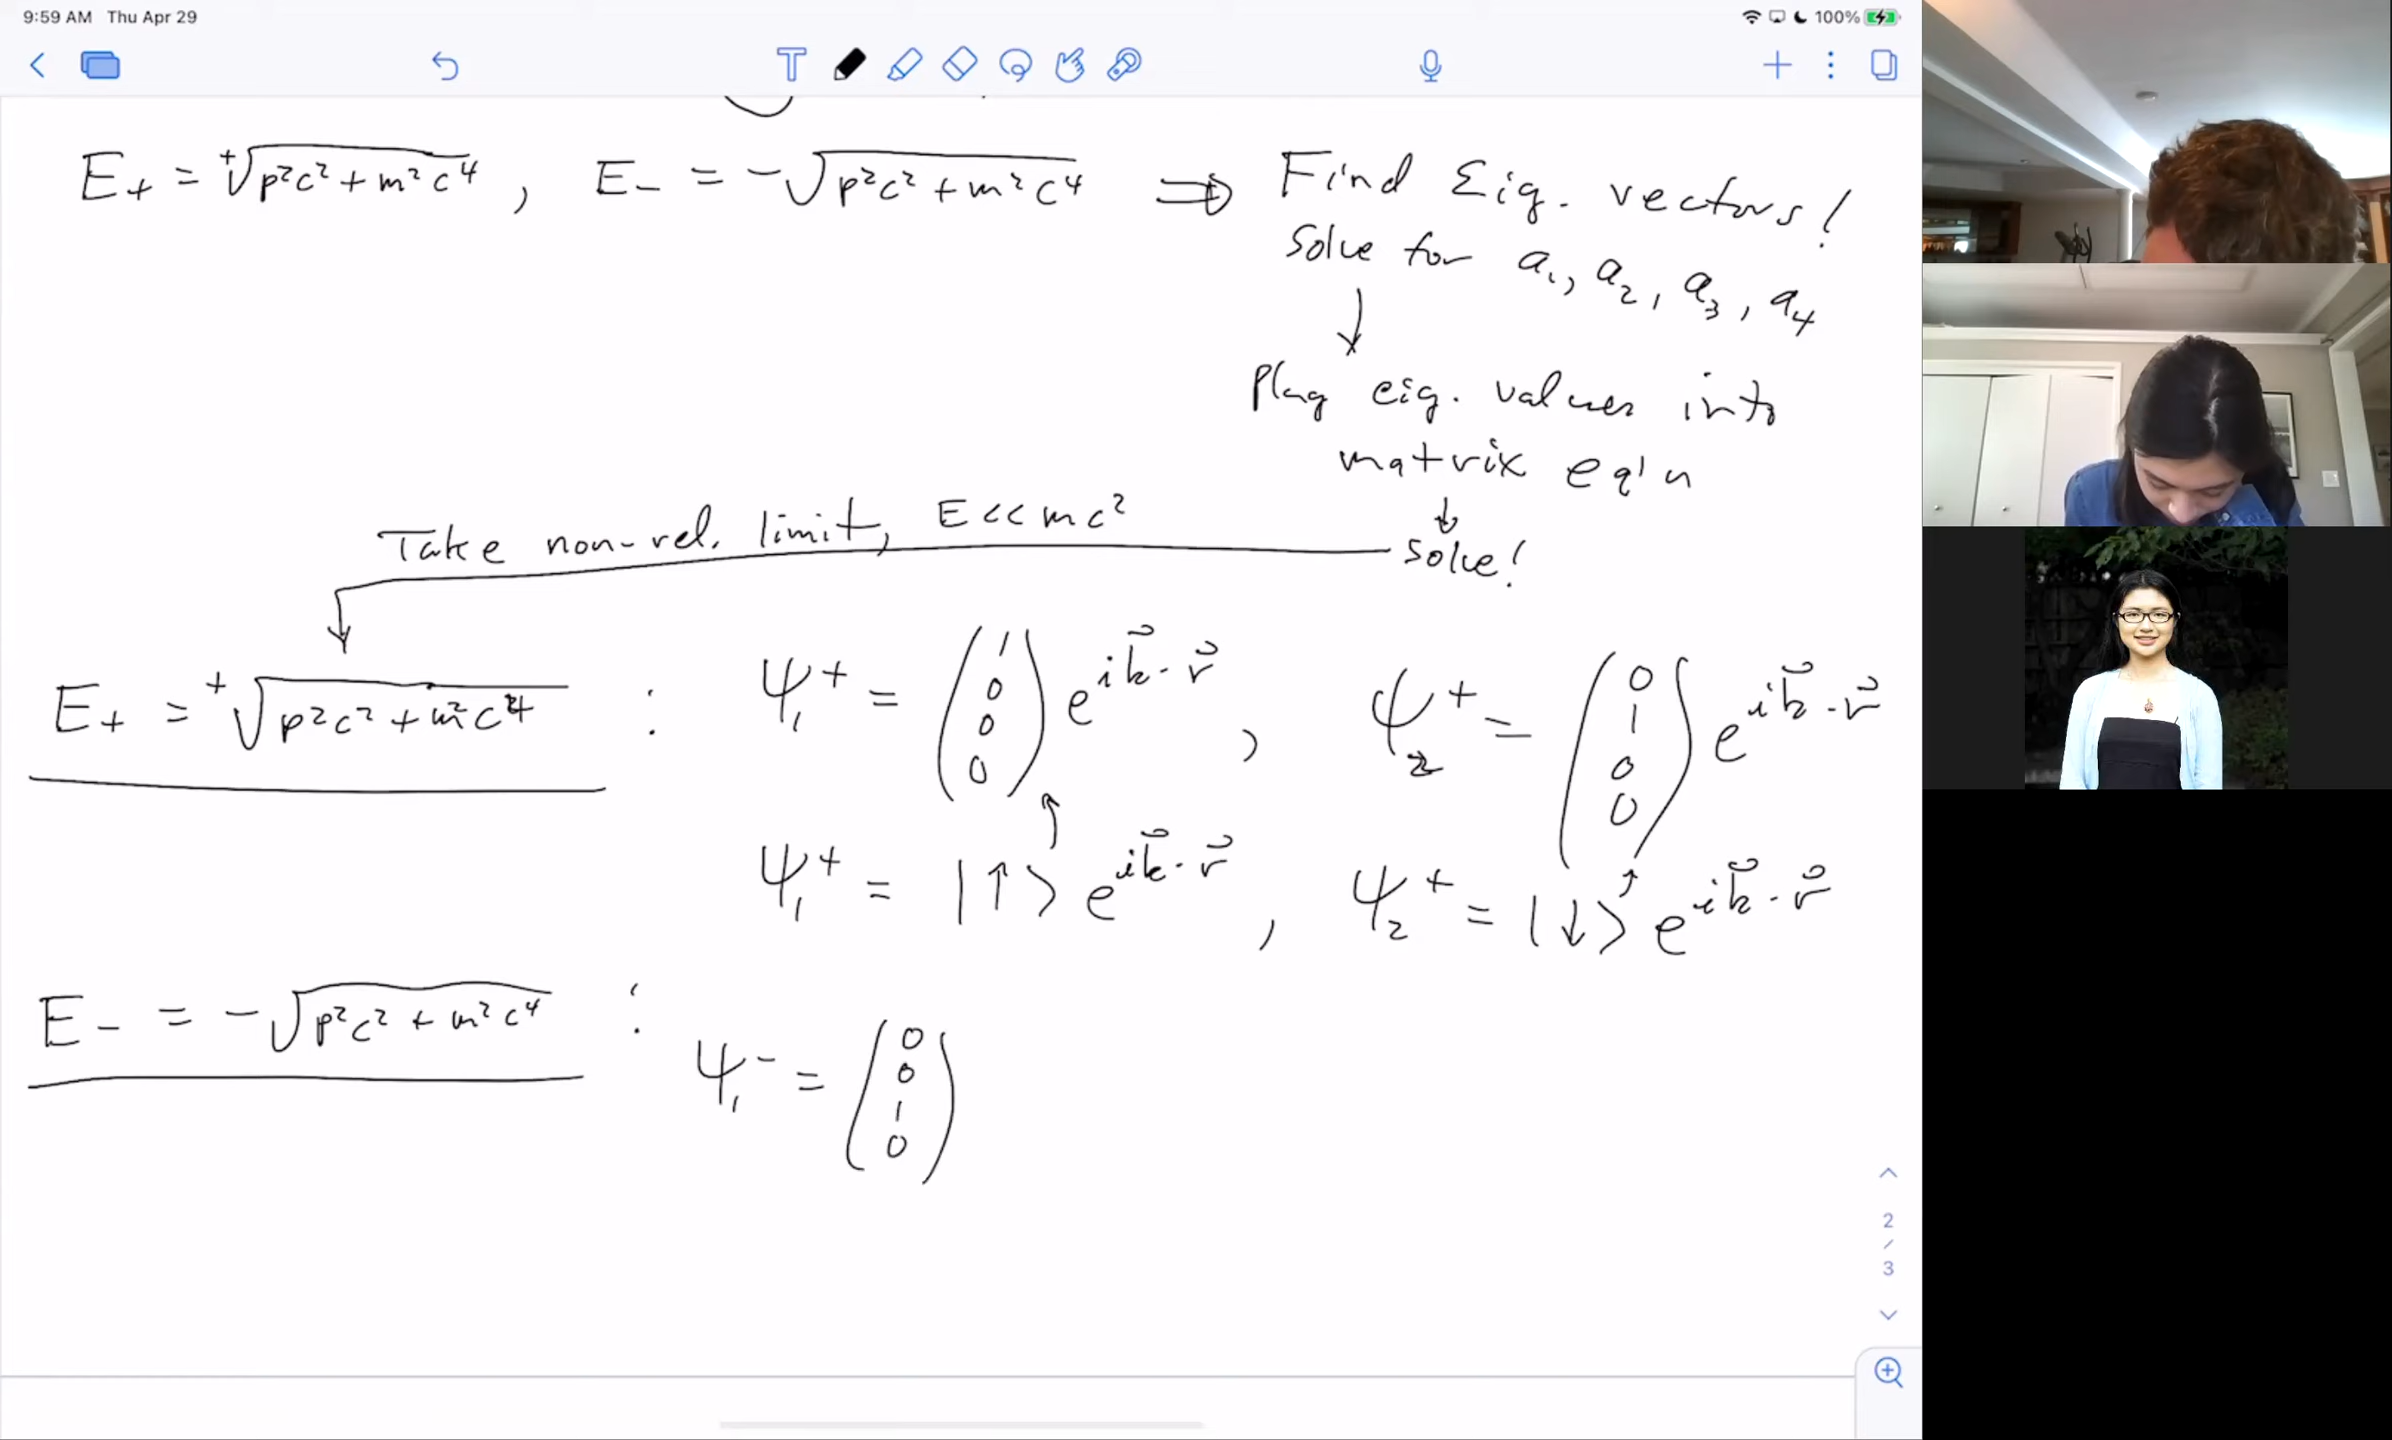 9:59 AM Thu Apr 29
100%
E₊ = ⁺√(p²c² + m²c⁴) , E₋ = -√(p²c² + m²c⁴) ⇒ Find Eig. vectors!
Solve for a₁, a₂, a₃, a₄
↓
Plug eig. values into
matrix eq'n
↓
Take non-rel. limit, E << mc²
Solve!
E₊ = ⁺√(p²c² + m²c⁴) : ψ₁⁺ = (1 0 0 0) e^{ik⃗·r⃗} , ψ₂⁺ = (0 1 0 0) e^{ik⃗·r⃗}
ψ₁⁺ = |↑> e^{ik⃗·r⃗} , ψ₂⁺ = |↓> e^{ik⃗·r⃗}
E₋ = -√(p²c² + m²c⁴) :
ψ₁⁻ = (0 0 1 0)
2
/
3